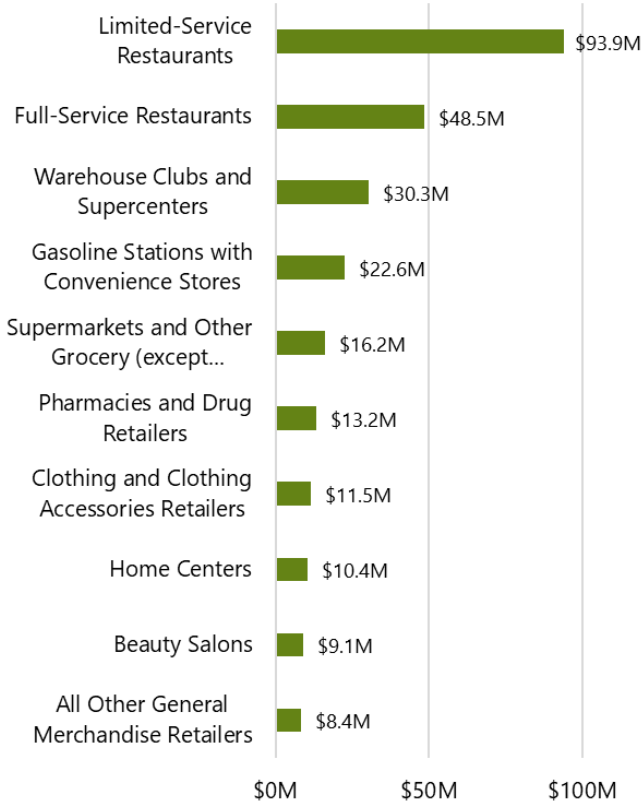 Limited-Service
Restaurants
$93.9M
Full-Service Restaurants
$48.5M
Warehouse Clubs and
Supercenters
$30.3M
Gasoline Stations with
Convenience Stores
$22.6M
Supermarkets and Other
Grocery (except...
$16.2M
Pharmacies and Drug
Retailers
$13.2M
Clothing and Clothing
Accessories Retailers
$11.5M
Home Centers
$10.4M
Beauty Salons
$9.1M
All Other General
Merchandise Retailers
$8.4M
$0M
$50M
$100M